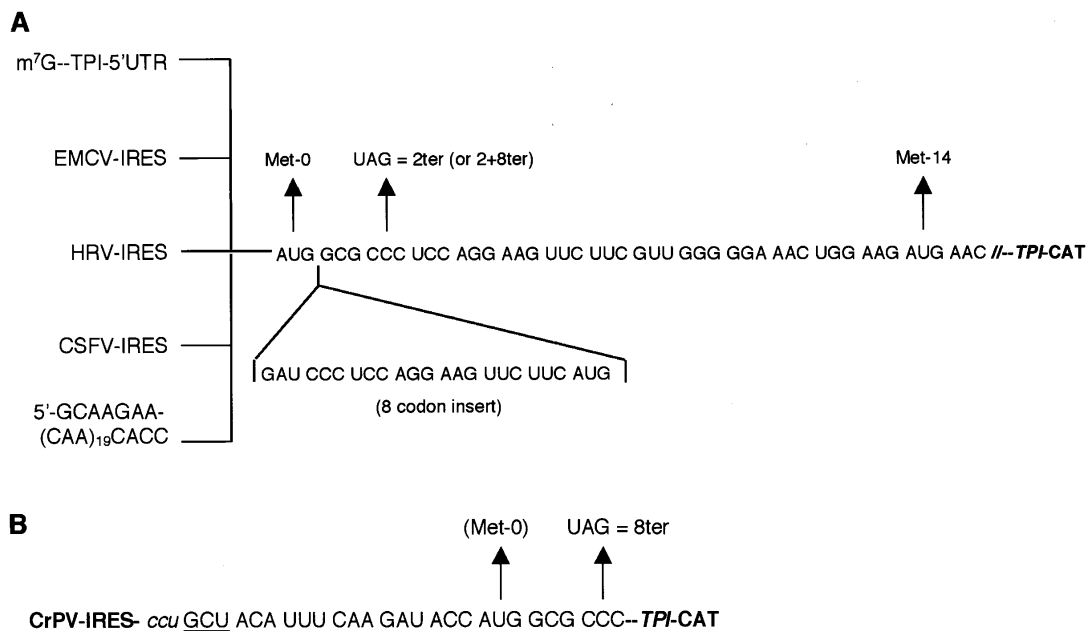 A
m⁷G--TPI-5'UTR
EMCV-IRES
Met-0
UAG = 2ter (or 2+8ter)
Met-14
HRV-IRES
AUG GCG CCC UCC AGG AAG UUC UUC GUU GGG GGA AAC UGG AAG AUG AAC //--TPI-CAT
CSFV-IRES
GAU CCC UCC AGG AAG UUC UUC AUG
(8 codon insert)
5'-GCAAGAA-
(CAA)₁₉CACC
B
(Met-0)
UAG = 8ter
CrPV-IRES- ccu GCU ACA UUU CAA GAU ACC AUG GCG CCC--TPI-CAT